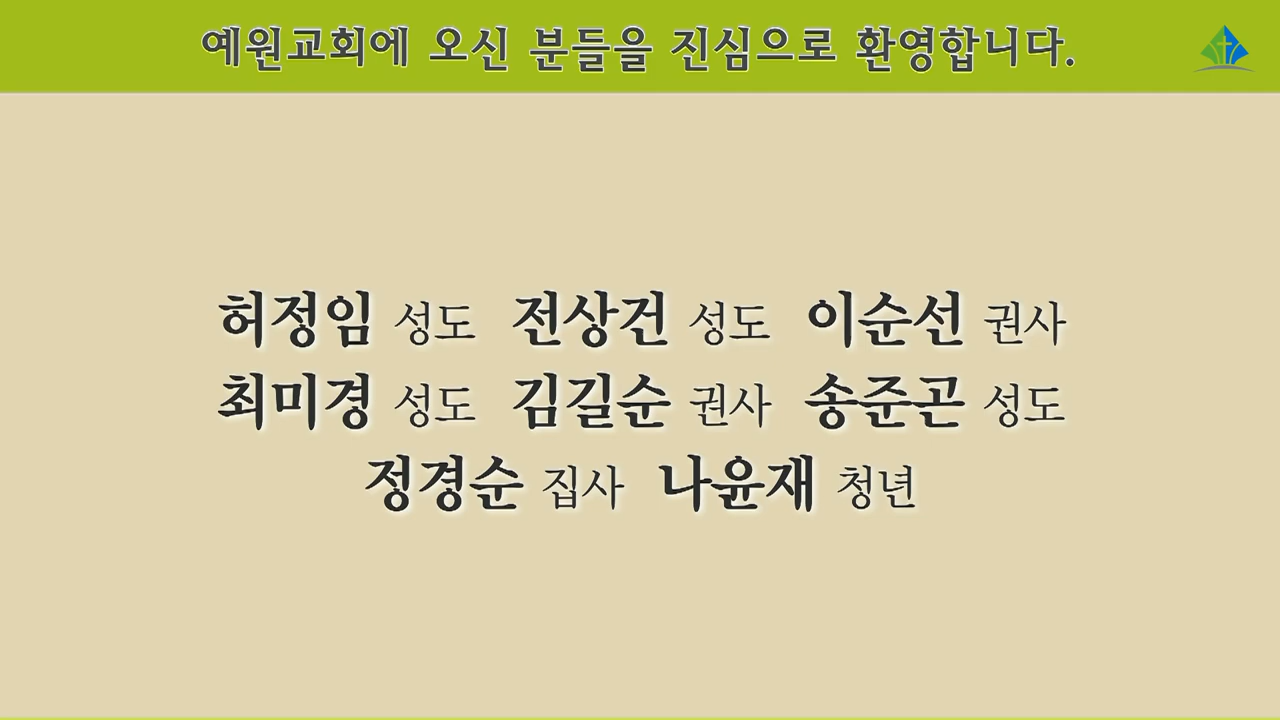 예원교회에 오신 분들을 진심으로 환영합니다.
허정임 성도 전상건 성도 이순선 권사
최미경 성도 김길순 권사 송준곤 성도
정경순 집사 나윤재 청년